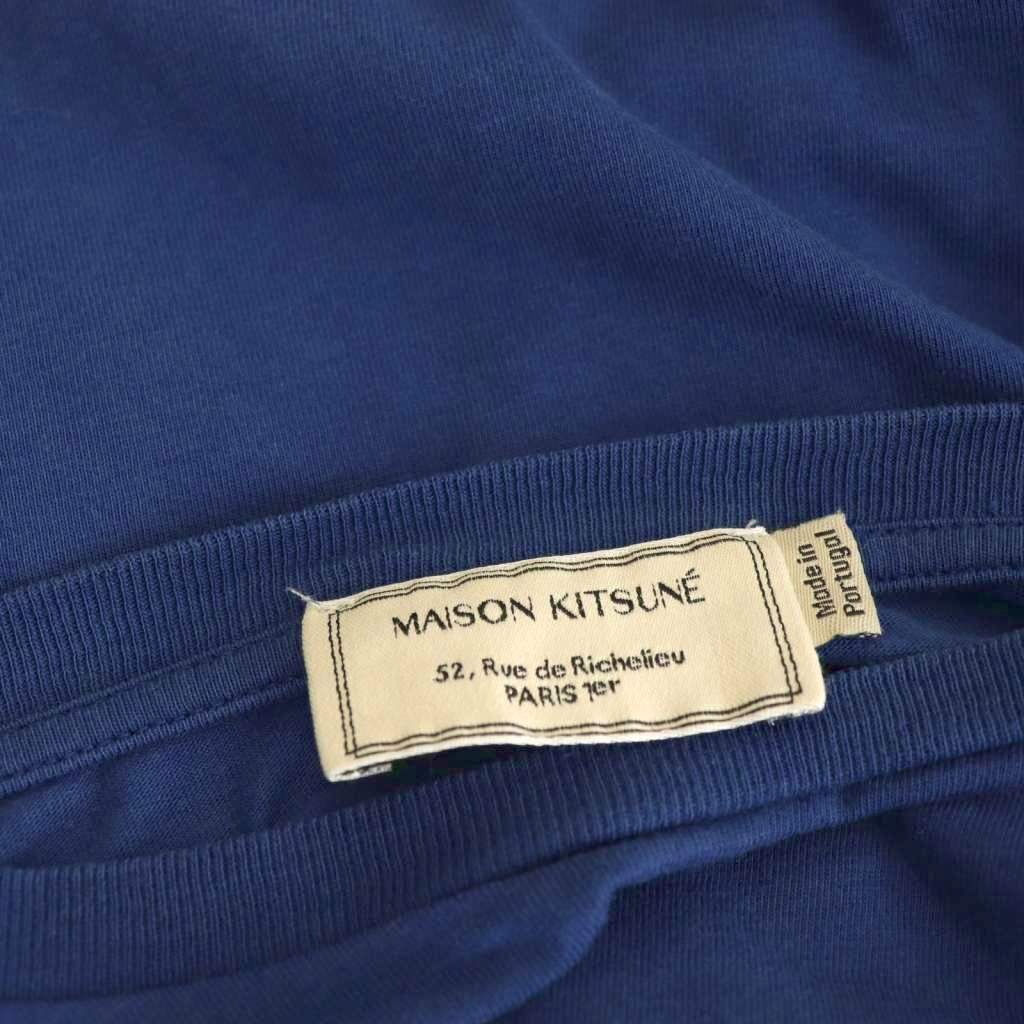 MAISON KITSUNÉ
52, Rue de Richelieu
PARIS 1er
Made in
Portugal